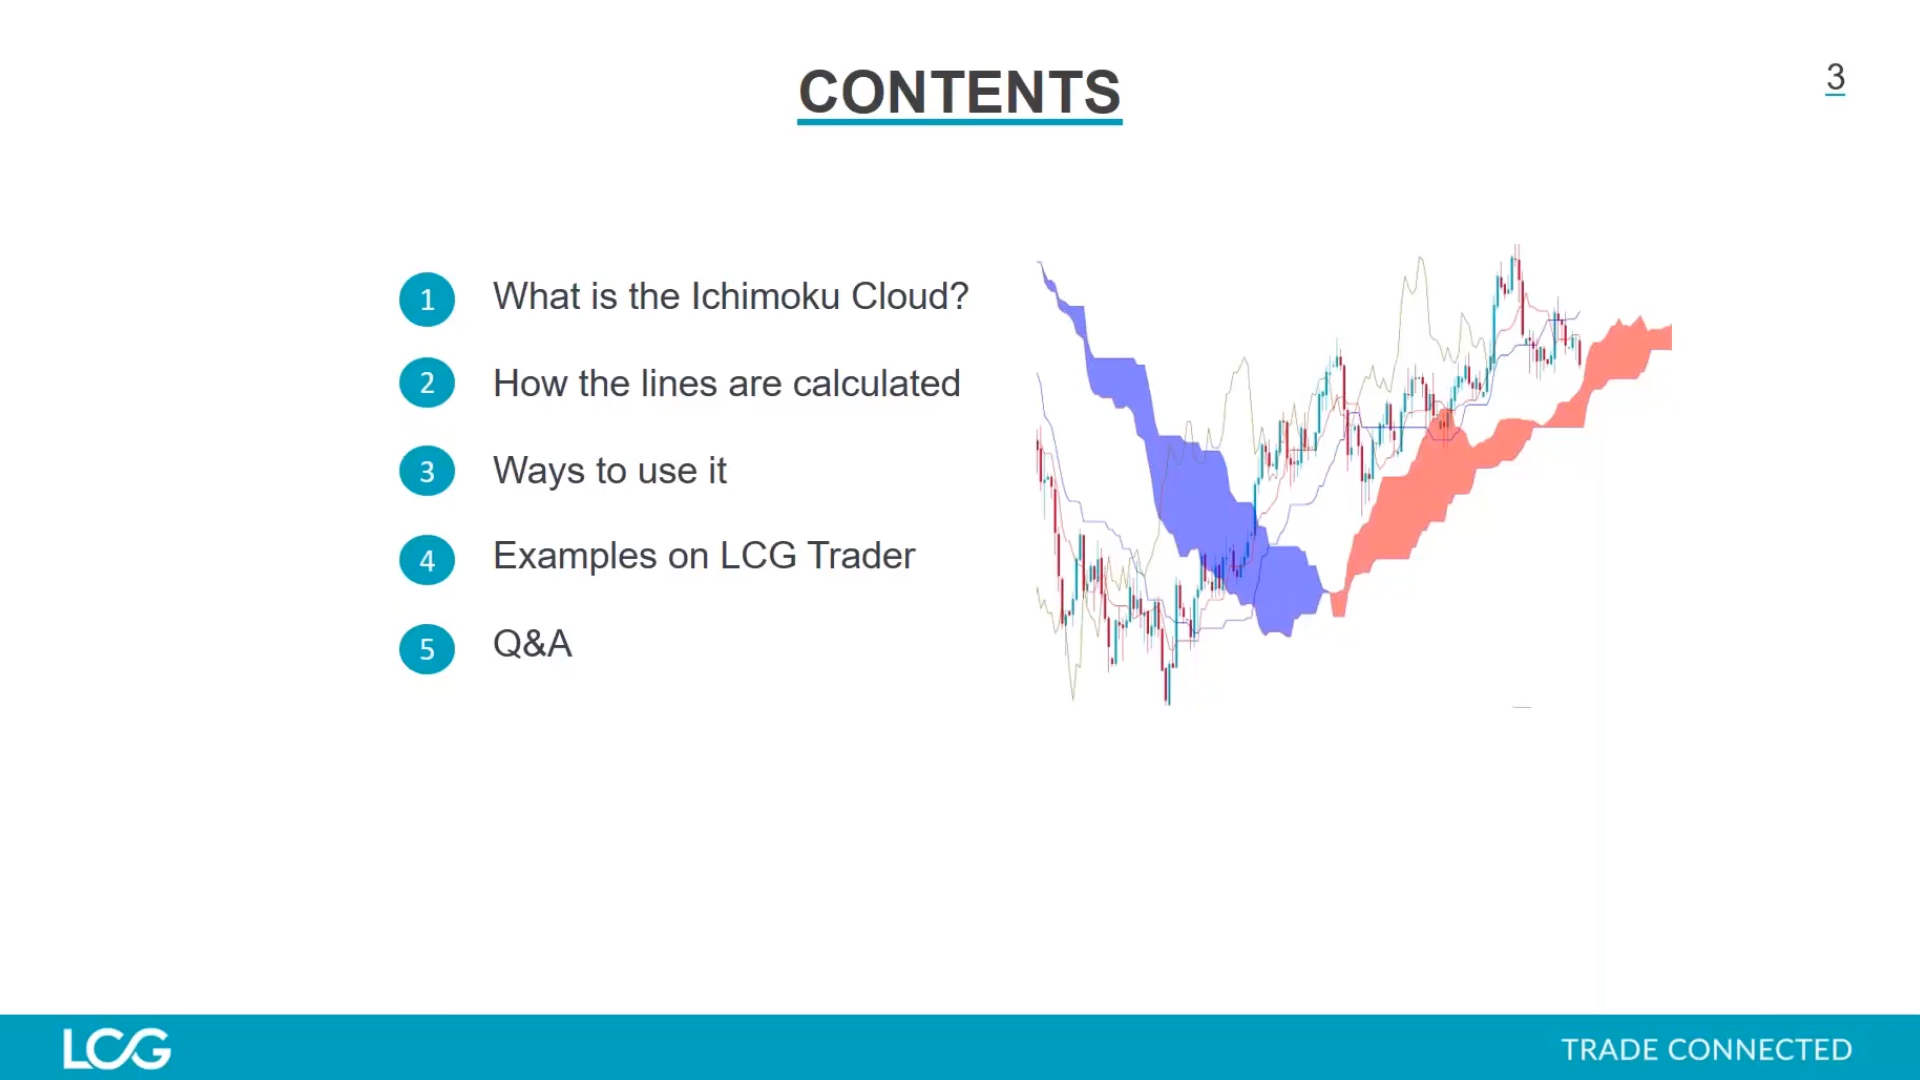 CONTENTS
3
1 What is the Ichimoku Cloud?
2 How the lines are calculated
3 Ways to use it
4 Examples on LCG Trader
5 Q&A
LCG
TRADE CONNECTED